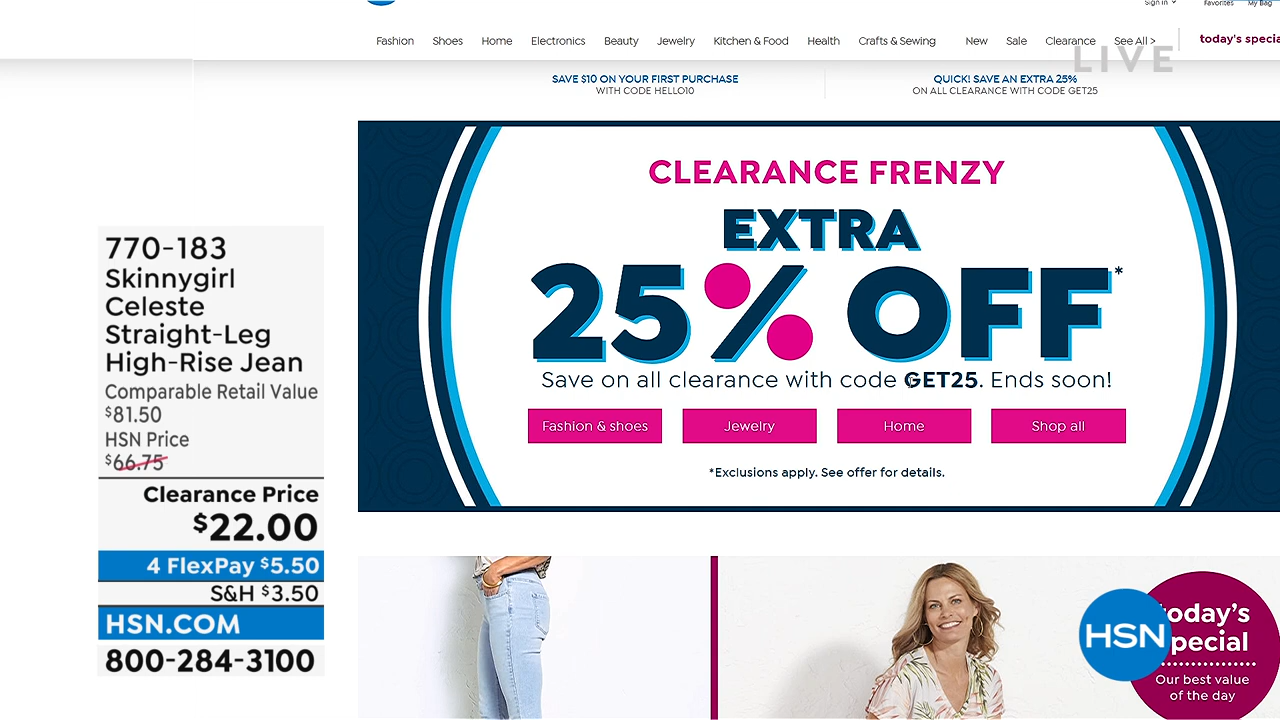 Sign In
Favorites
My Bag
Fashion Shoes Home Electronics Beauty Jewelry Kitchen & Food Health Crafts & Sewing New Sale Clearance See All >
today's specia
LIVE
SAVE $10 ON YOUR FIRST PURCHASE
WITH CODE HELLO10
QUICK! SAVE AN EXTRA 25%
ON ALL CLEARANCE WITH CODE GET25
CLEARANCE FRENZY
EXTRA
25% OFF*
Save on all clearance with code GET25. Ends soon!
Fashion & shoes
Jewelry
Home
Shop all
*Exclusions apply. See offer for details.
770-183
Skinnygirl
Celeste
Straight-Leg
High-Rise Jean
Comparable Retail Value
$81.50
HSN Price
$66.75
Clearance Price
$22.00
4 FlexPay $5.50
S&H $3.50
HSN.COM
800-284-3100
HSN
today's
special
Our best value
of the day